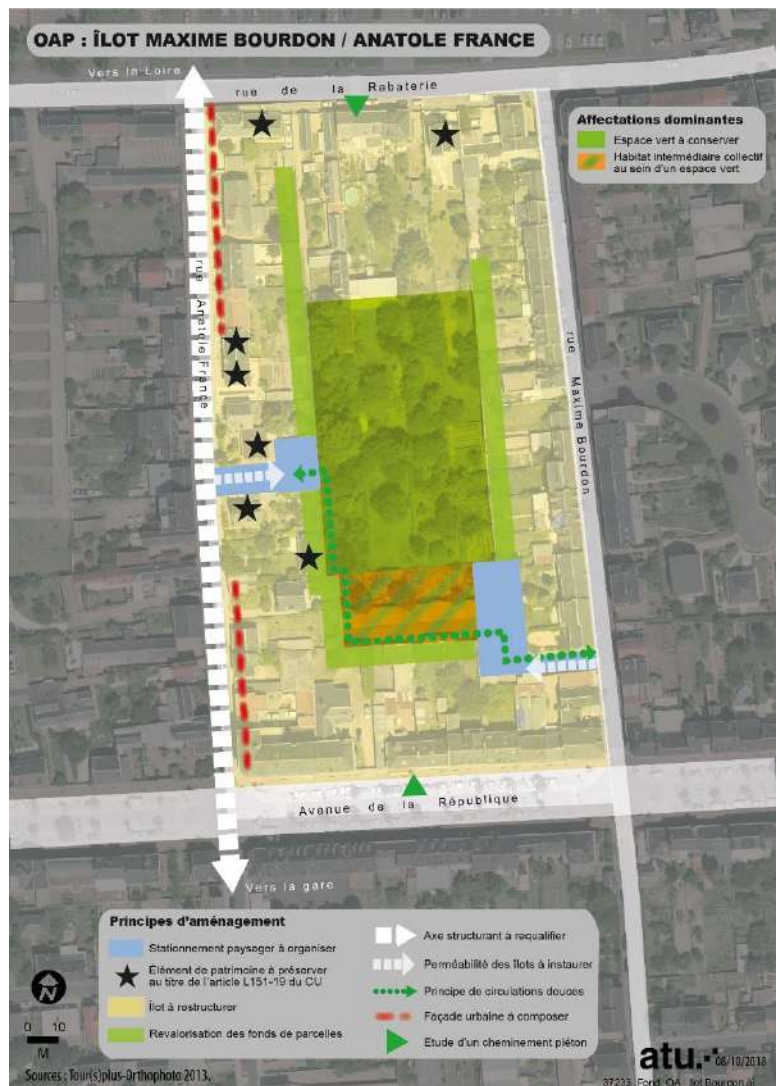 OAP : ÎLOT MAXIME BOURDON / ANATOLE FRANCE
Vers la Loire
rue de la Rabaterie
Affectations dominantes
Espace vert à conserver
Habitat intermédiaire collectif
au sein d'un espace vert
rue Anatole France
rue Maxime Bourdon
Avenue de la République
Vers la gare
Principes d'aménagement
Stationnement paysager à organiser
Élément de patrimoine à préserver
au titre de l'article L151-19 du CU
Îlot à restructurer
Revalorisation des fonds de parcelles
Axe structurant à requalifier
Perméabilité des îlots à instaurer
Principe de circulations douces
Façade urbaine à composer
Etude d'un cheminement piéton
N
0 10
M
Sources : Tour(s)plus-Orthophoto 2013.
atu.
08/10/2018
Fond_OA_ Ilot Bourdon.ai